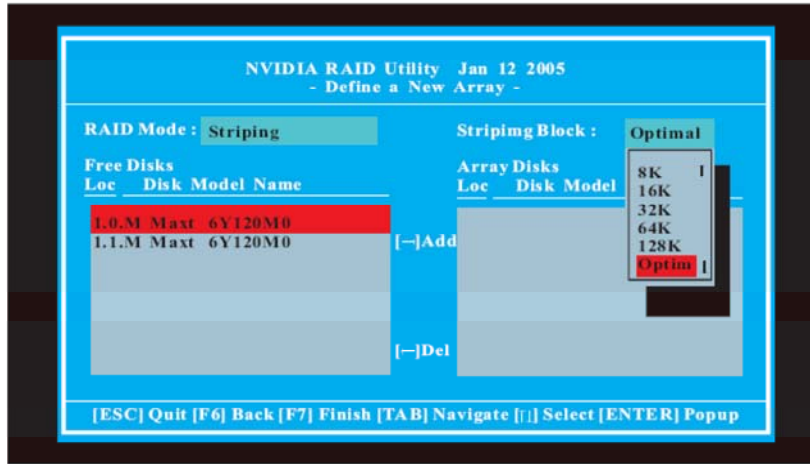 NVIDIA RAID Utility Jan 12 2005
- Define a New Array -
RAID Mode : Striping
Stripimg Block : Optimal
Free Disks
Loc Disk Model Name
Array Disks
Loc Disk Model
8K
16K
32K
64K
128K
Optim
1.0.M Maxt 6Y120M0
1.1.M Maxt 6Y120M0
[—]Add
[—]Del
[ESC] Quit [F6] Back [F7] Finish [TAB] Navigate [] Select [ENTER] Popup